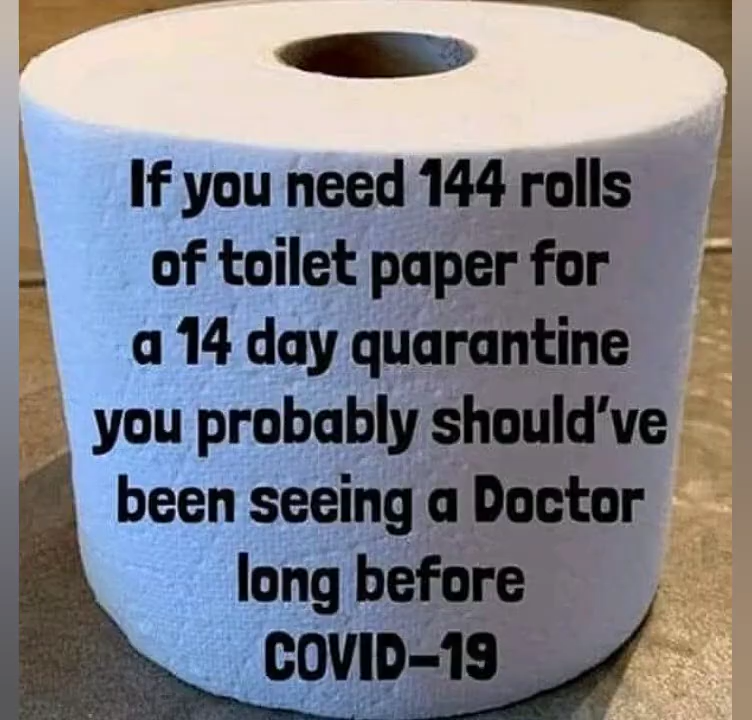 If you need 144 rolls
of toilet paper for
a 14 day quarantine
you probably should've
been seeing a Doctor
long before
COVID-19